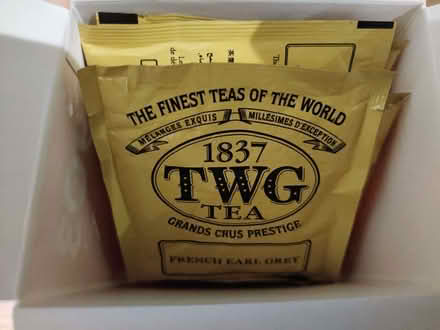 THE FINEST TEAS OF THE WORLD
MÉLANGES EXQUIS MILLÉSIMES D'EXCEPTION
1837
TWG
TEA
GRANDS CRUS PRESTIGE
FRENCH EARL GREY